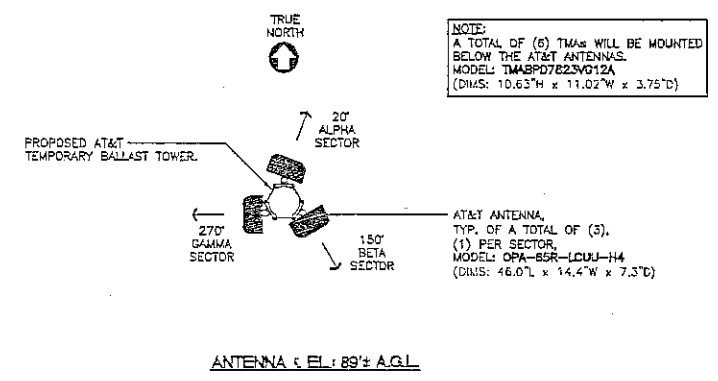 TRUE
NORTH
NOTE:
A TOTAL OF (6) TMAs WILL BE MOUNTED
BELOW THE AT&T ANTENNAS.
MODEL: TMABPD7823VG12A
(DIMS: 10.63"H x 11.02"W x 3.75"D)
20°
ALPHA
SECTOR
PROPOSED AT&T
TEMPORARY BALLAST TOWER.
270°
GAMMA
SECTOR
150°
BETA
SECTOR
AT&T ANTENNA,
TYP. OF A TOTAL OF (3),
(1) PER SECTOR,
MODEL: OPA-65R-LCUU-H4
(DIMS: 46.0"L x 14.4"W x 7.3"D)
ANTENNA EL: 89'± A.G.L.